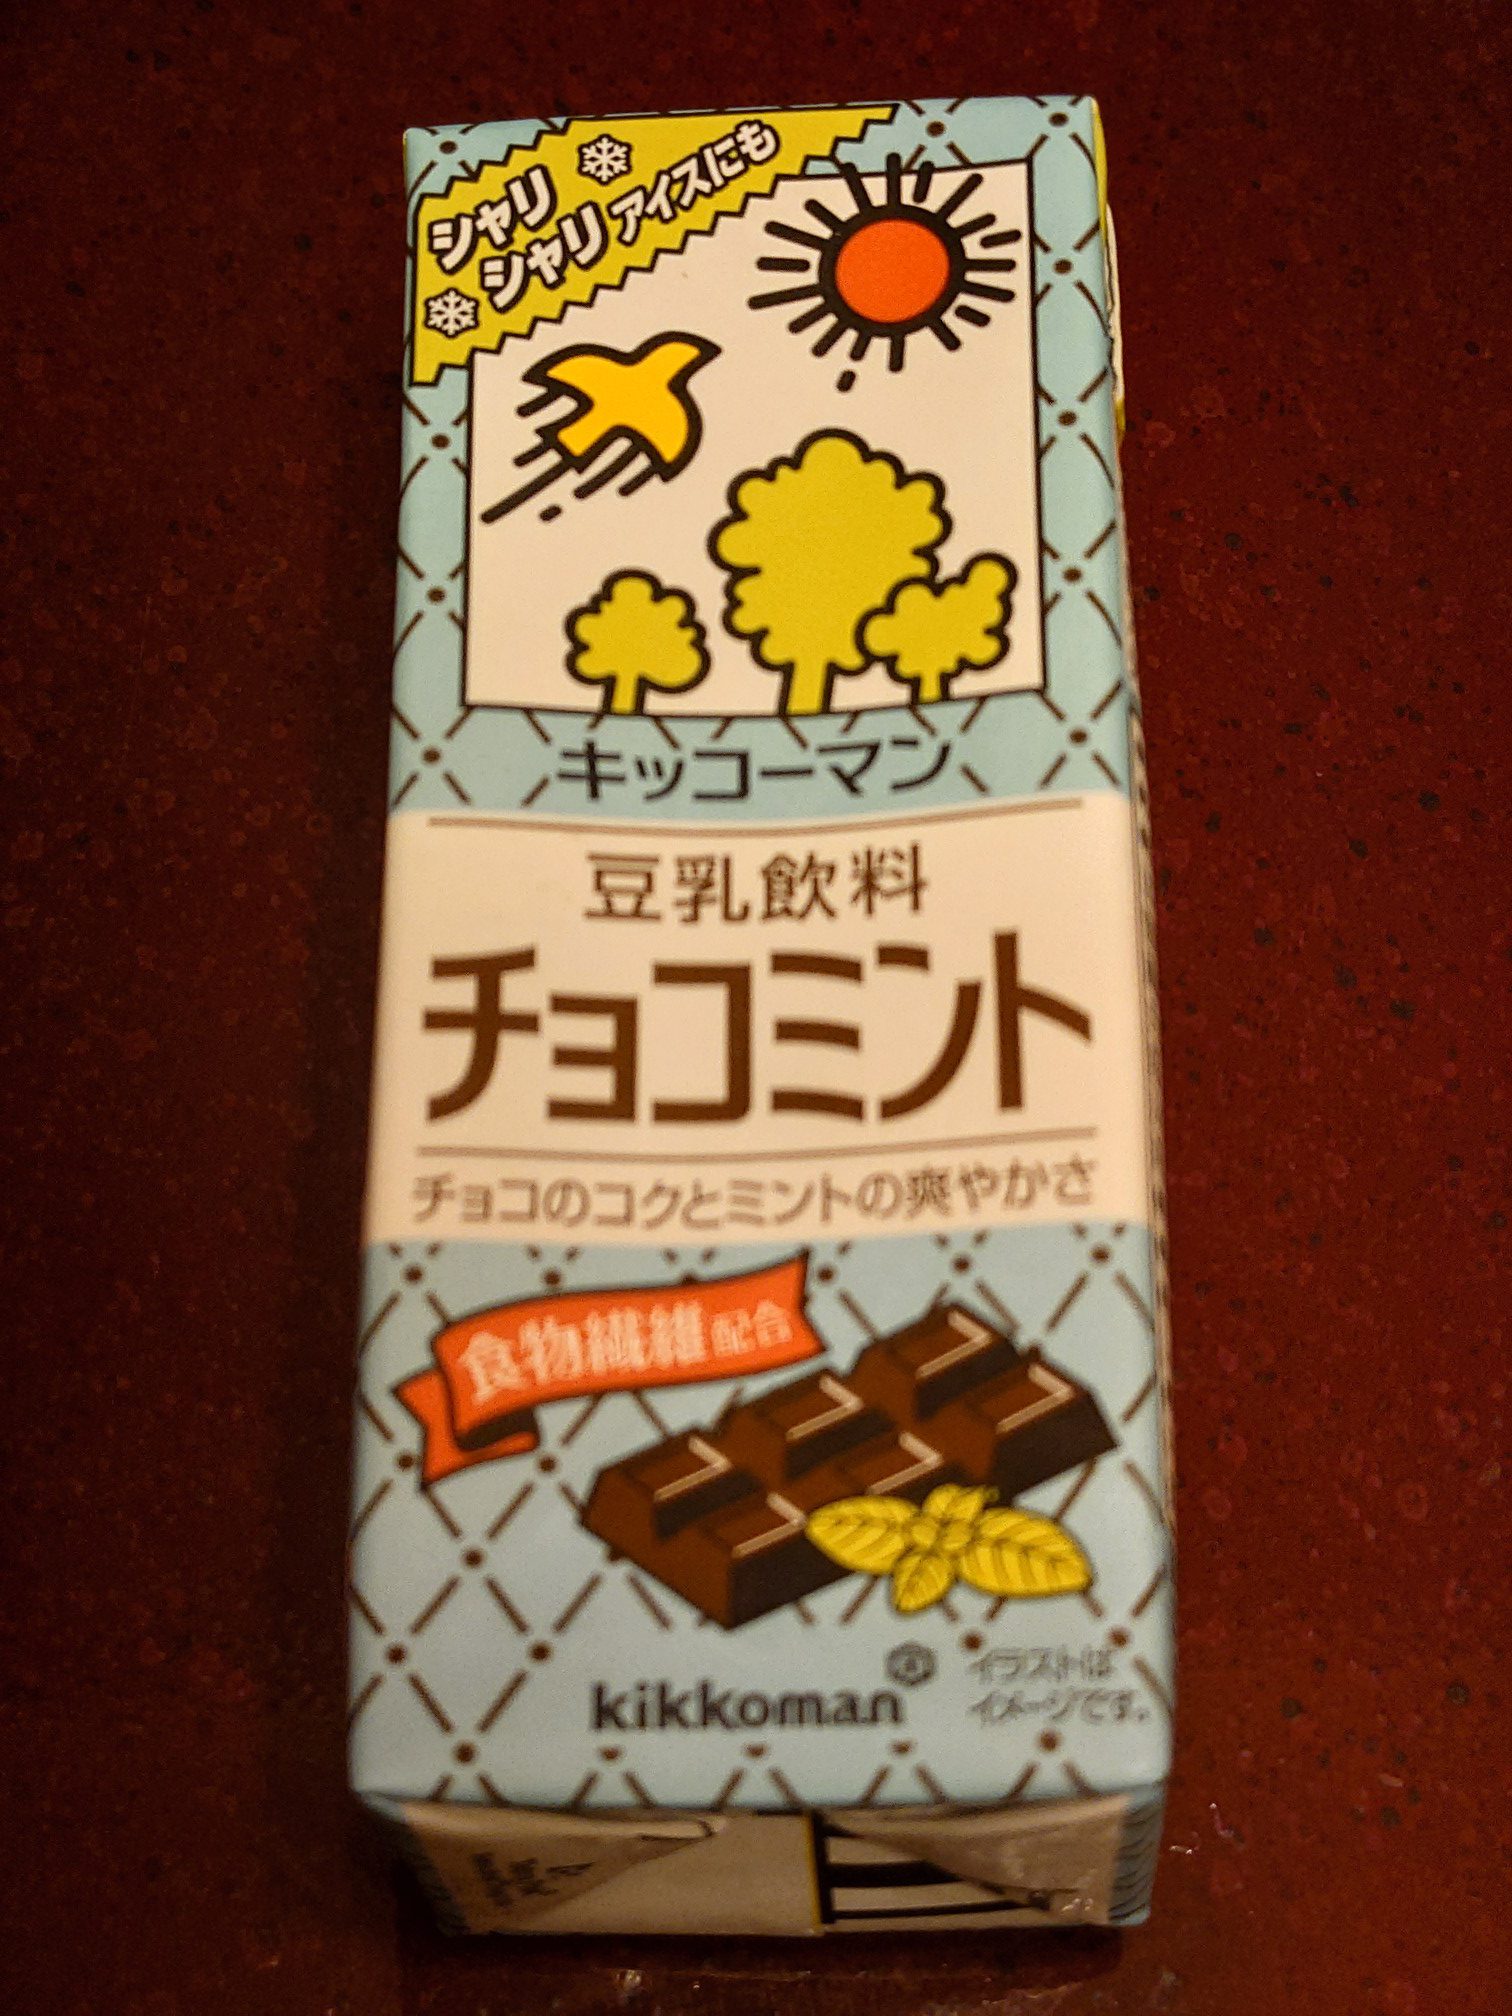 シャリ
シャリアイスにも
キッコーマン
豆乳飲料
チョコミント
チョコのコクとミントの爽やかさ
食物繊維配合
kikkoman
イラストは
イメージです。